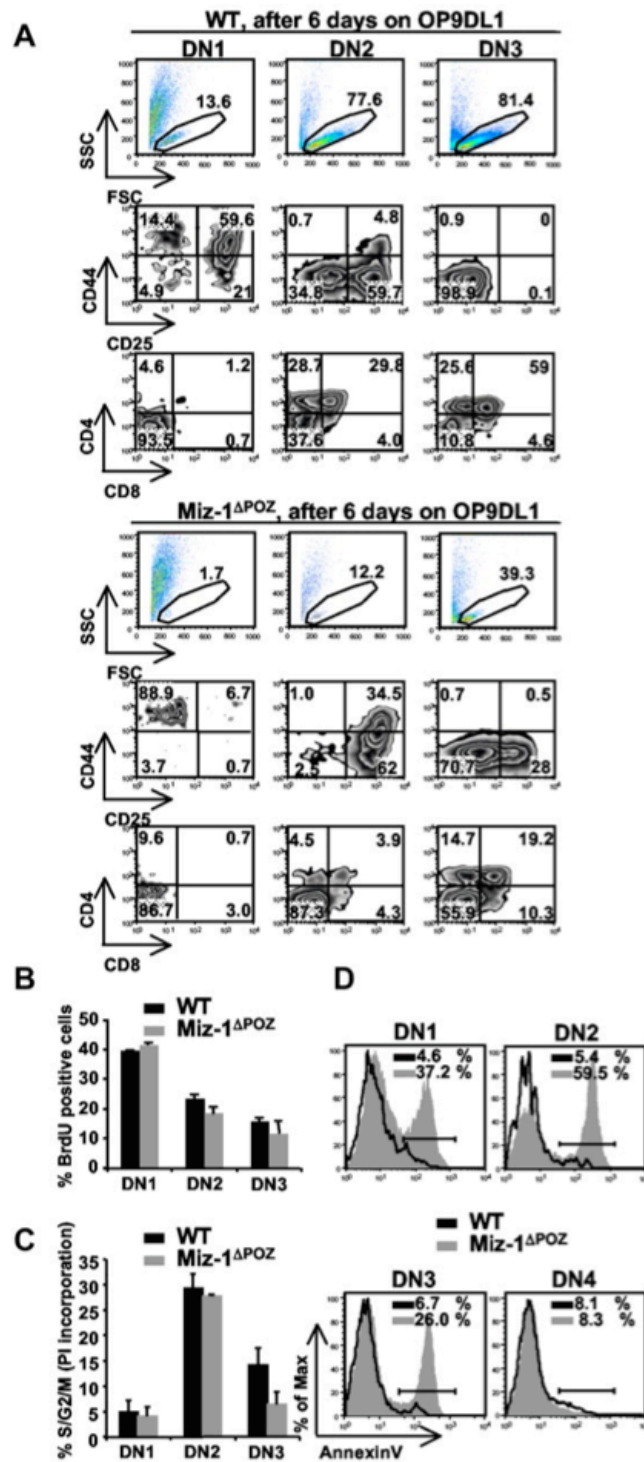 A
WT, after 6 days on OP9DL1
DN1 DN2 DN3
13.6 77.6 81.4
SSC
FSC
14.4 59.6 0.7 4.8 0.9 0
CD44
4.9 21 34.8 59.7 98.9 0.1
CD25
4.6 1.2 28.7 29.8 25.6 59
CD4
93.5 0.7 37.6 4.0 10.8 4.6
CD8
Miz-1ΔPOZ, after 6 days on OP9DL1
1.7 12.2 39.3
SSC
FSC
88.9 6.7 1.0 34.5 0.7 0.5
CD44
3.7 0.7 2.5 62 70.7 28
CD25
9.6 0.7 4.5 3.9 14.7 19.2
CD4
86.7 3.0 87.3 4.3 55.9 10.3
CD8
B
WT
Miz-1ΔPOZ
% BrdU positive cells
50
40
30
20
10
0
DN1 DN2 DN3
C
WT
Miz-1ΔPOZ
% S/G2/M (PI incorporation)
35
30
25
20
15
10
5
0
DN1 DN2 DN3
D
DN1 DN2
4.6 % 5.4 %
37.2 % 59.5 %
WT
Miz-1ΔPOZ
DN3 DN4
6.7 % 8.1 %
26.0 % 8.3 %
% of Max
AnnexinV